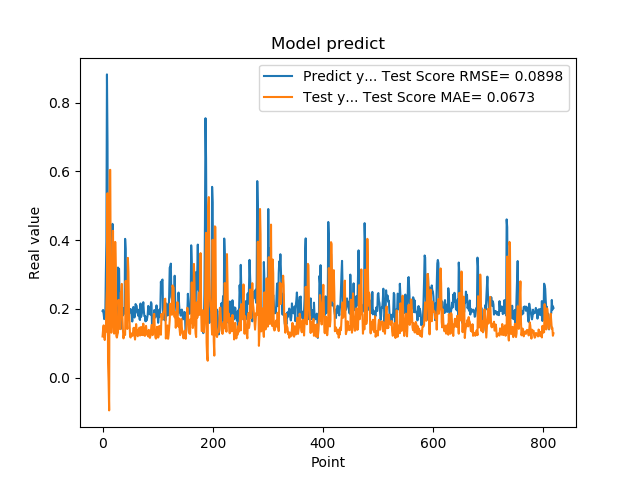 Model predict
Predict y... Test Score RMSE= 0.0898
Test y... Test Score MAE= 0.0673
Real value
0.8
0.6
0.4
0.2
0.0
0 200 400 600 800
Point